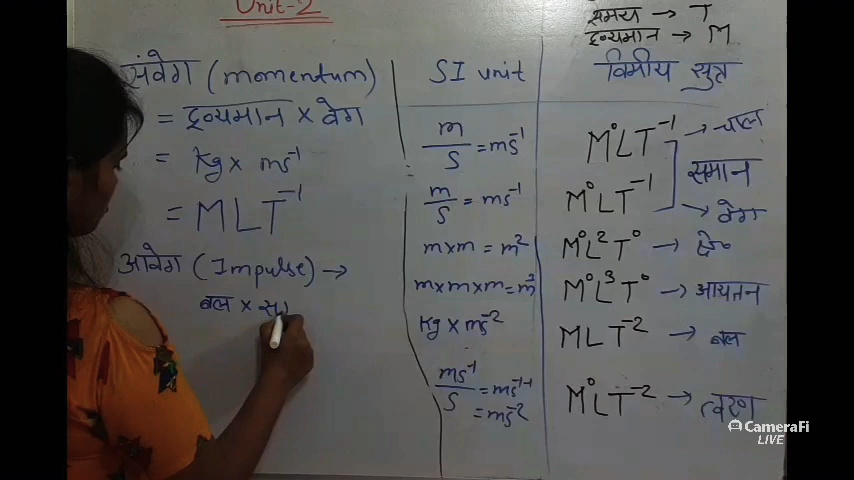 Unit-2
समय → T
द्रव्यमान → M
संवेग (momentum)
= द्रव्यमान × वेग
= kg × ms⁻¹
= MLT⁻¹
आवेग (Impulse) →
बल ×
SI unit
m/s = ms⁻¹
m/s = ms⁻¹
m×m = m²
m×m×m = m³
Kg × ms⁻²
ms⁻¹/s = ms⁻¹⁻¹
= ms⁻²
विमीय सुत्र
M⁰LT⁻¹ → चाल
समान
M⁰LT⁻¹ → वेग
M⁰L²T⁰ → क्षे०
M⁰L³T⁰ → आयतन
MLT⁻² → बल
M⁰LT⁻² → त्वरण
CameraFi
LIVE